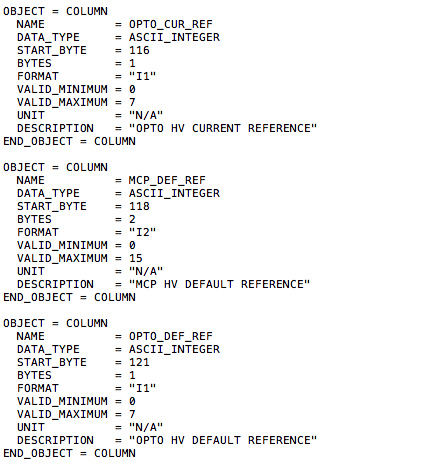 OBJECT = COLUMN
  NAME          = OPTO_CUR_REF
  DATA_TYPE     = ASCII_INTEGER
  START_BYTE    = 116
  BYTES         = 1
  FORMAT        = "I1"
  VALID_MINIMUM = 0
  VALID_MAXIMUM = 7
  UNIT          = "N/A"
  DESCRIPTION   = "OPTO HV CURRENT REFERENCE"
END_OBJECT = COLUMN

OBJECT = COLUMN
  NAME          = MCP_DEF_REF
  DATA_TYPE     = ASCII_INTEGER
  START_BYTE    = 118
  BYTES         = 2
  FORMAT        = "I2"
  VALID_MINIMUM = 0
  VALID_MAXIMUM = 15
  UNIT          = "N/A"
  DESCRIPTION   = "MCP HV DEFAULT REFERENCE"
END_OBJECT = COLUMN

OBJECT = COLUMN
  NAME          = OPTO_DEF_REF
  DATA_TYPE     = ASCII_INTEGER
  START_BYTE    = 121
  BYTES         = 1
  FORMAT        = "I1"
  VALID_MINIMUM = 0
  VALID_MAXIMUM = 7
  UNIT          = "N/A"
  DESCRIPTION   = "OPTO HV DEFAULT REFERENCE"
END_OBJECT = COLUMN